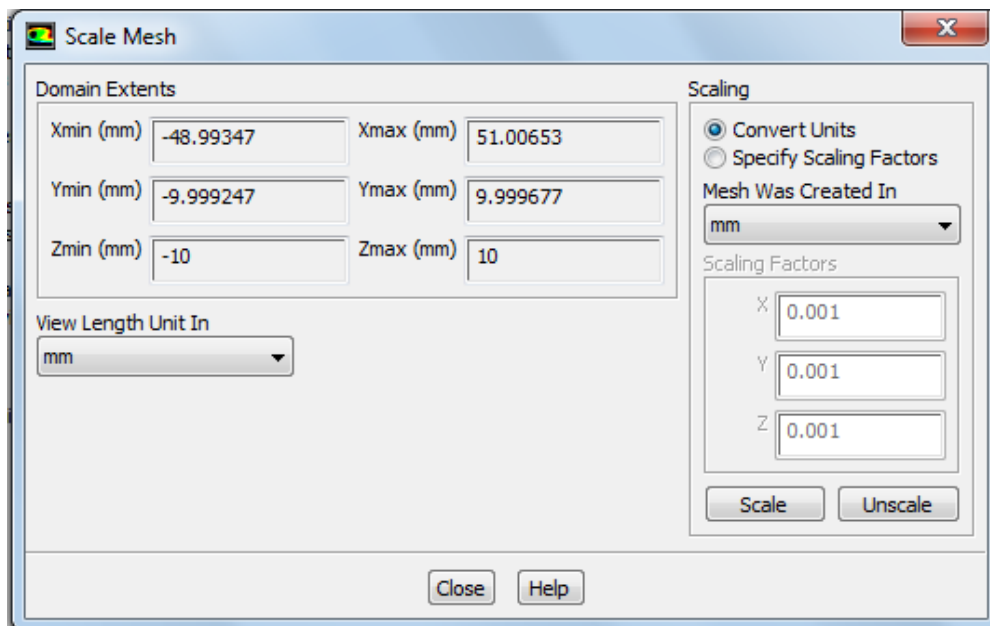 Scale Mesh
X
Domain Extents
Xmin (mm) -48.99347 Xmax (mm) 51.00653
Ymin (mm) -9.999247 Ymax (mm) 9.999677
Zmin (mm) -10 Zmax (mm) 10
View Length Unit In
mm
Scaling
Convert Units
Specify Scaling Factors
Mesh Was Created In
mm
Scaling Factors
X 0.001
Y 0.001
Z 0.001
Scale Unscale
Close Help